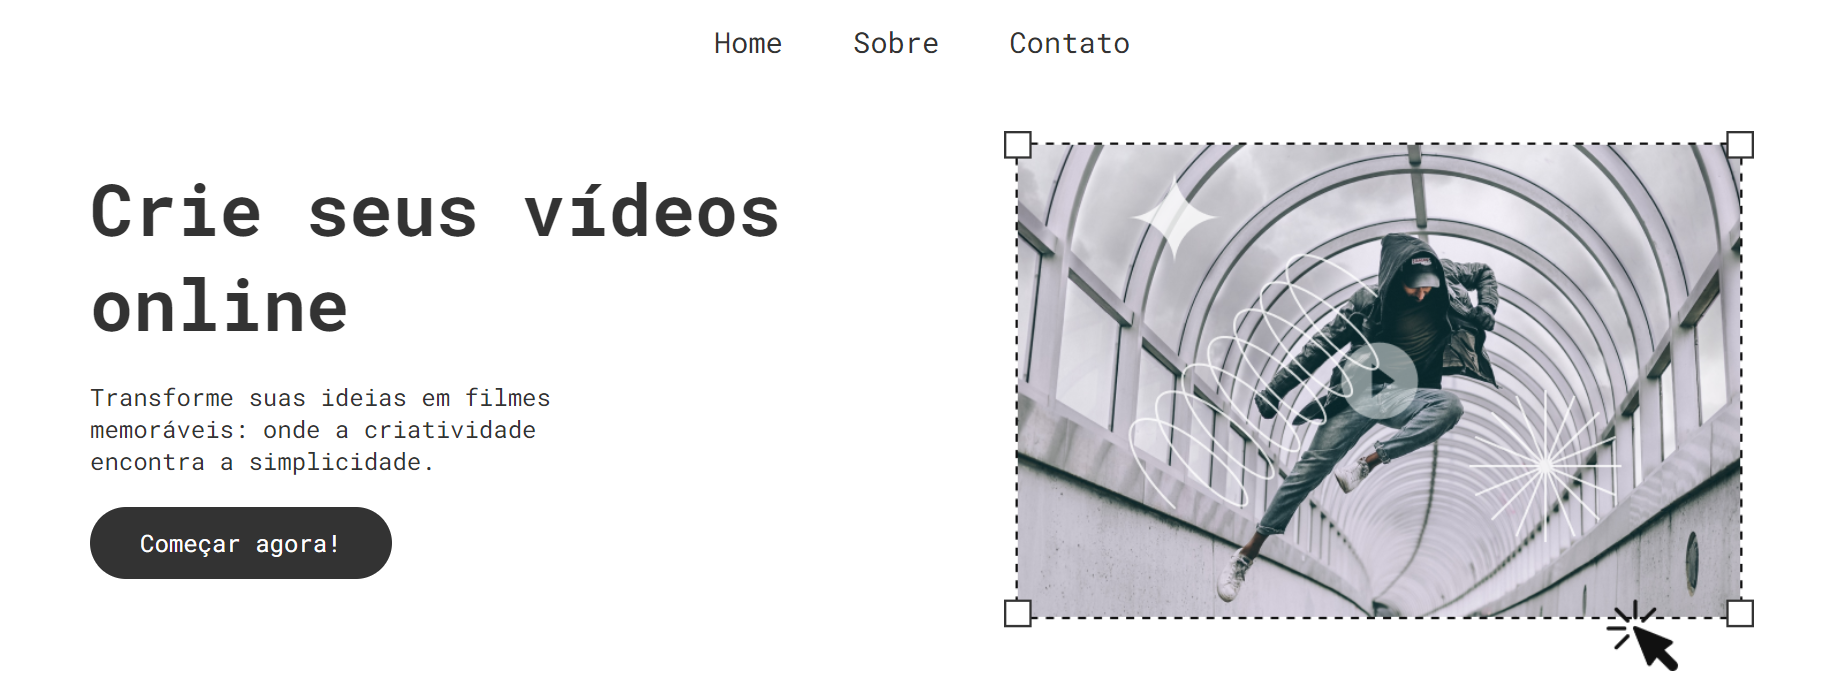 Home Sobre Contato
Crie seus vídeos
online
Transforme suas ideias em filmes
memoráveis: onde a criatividade
encontra a simplicidade.
Começar agora!